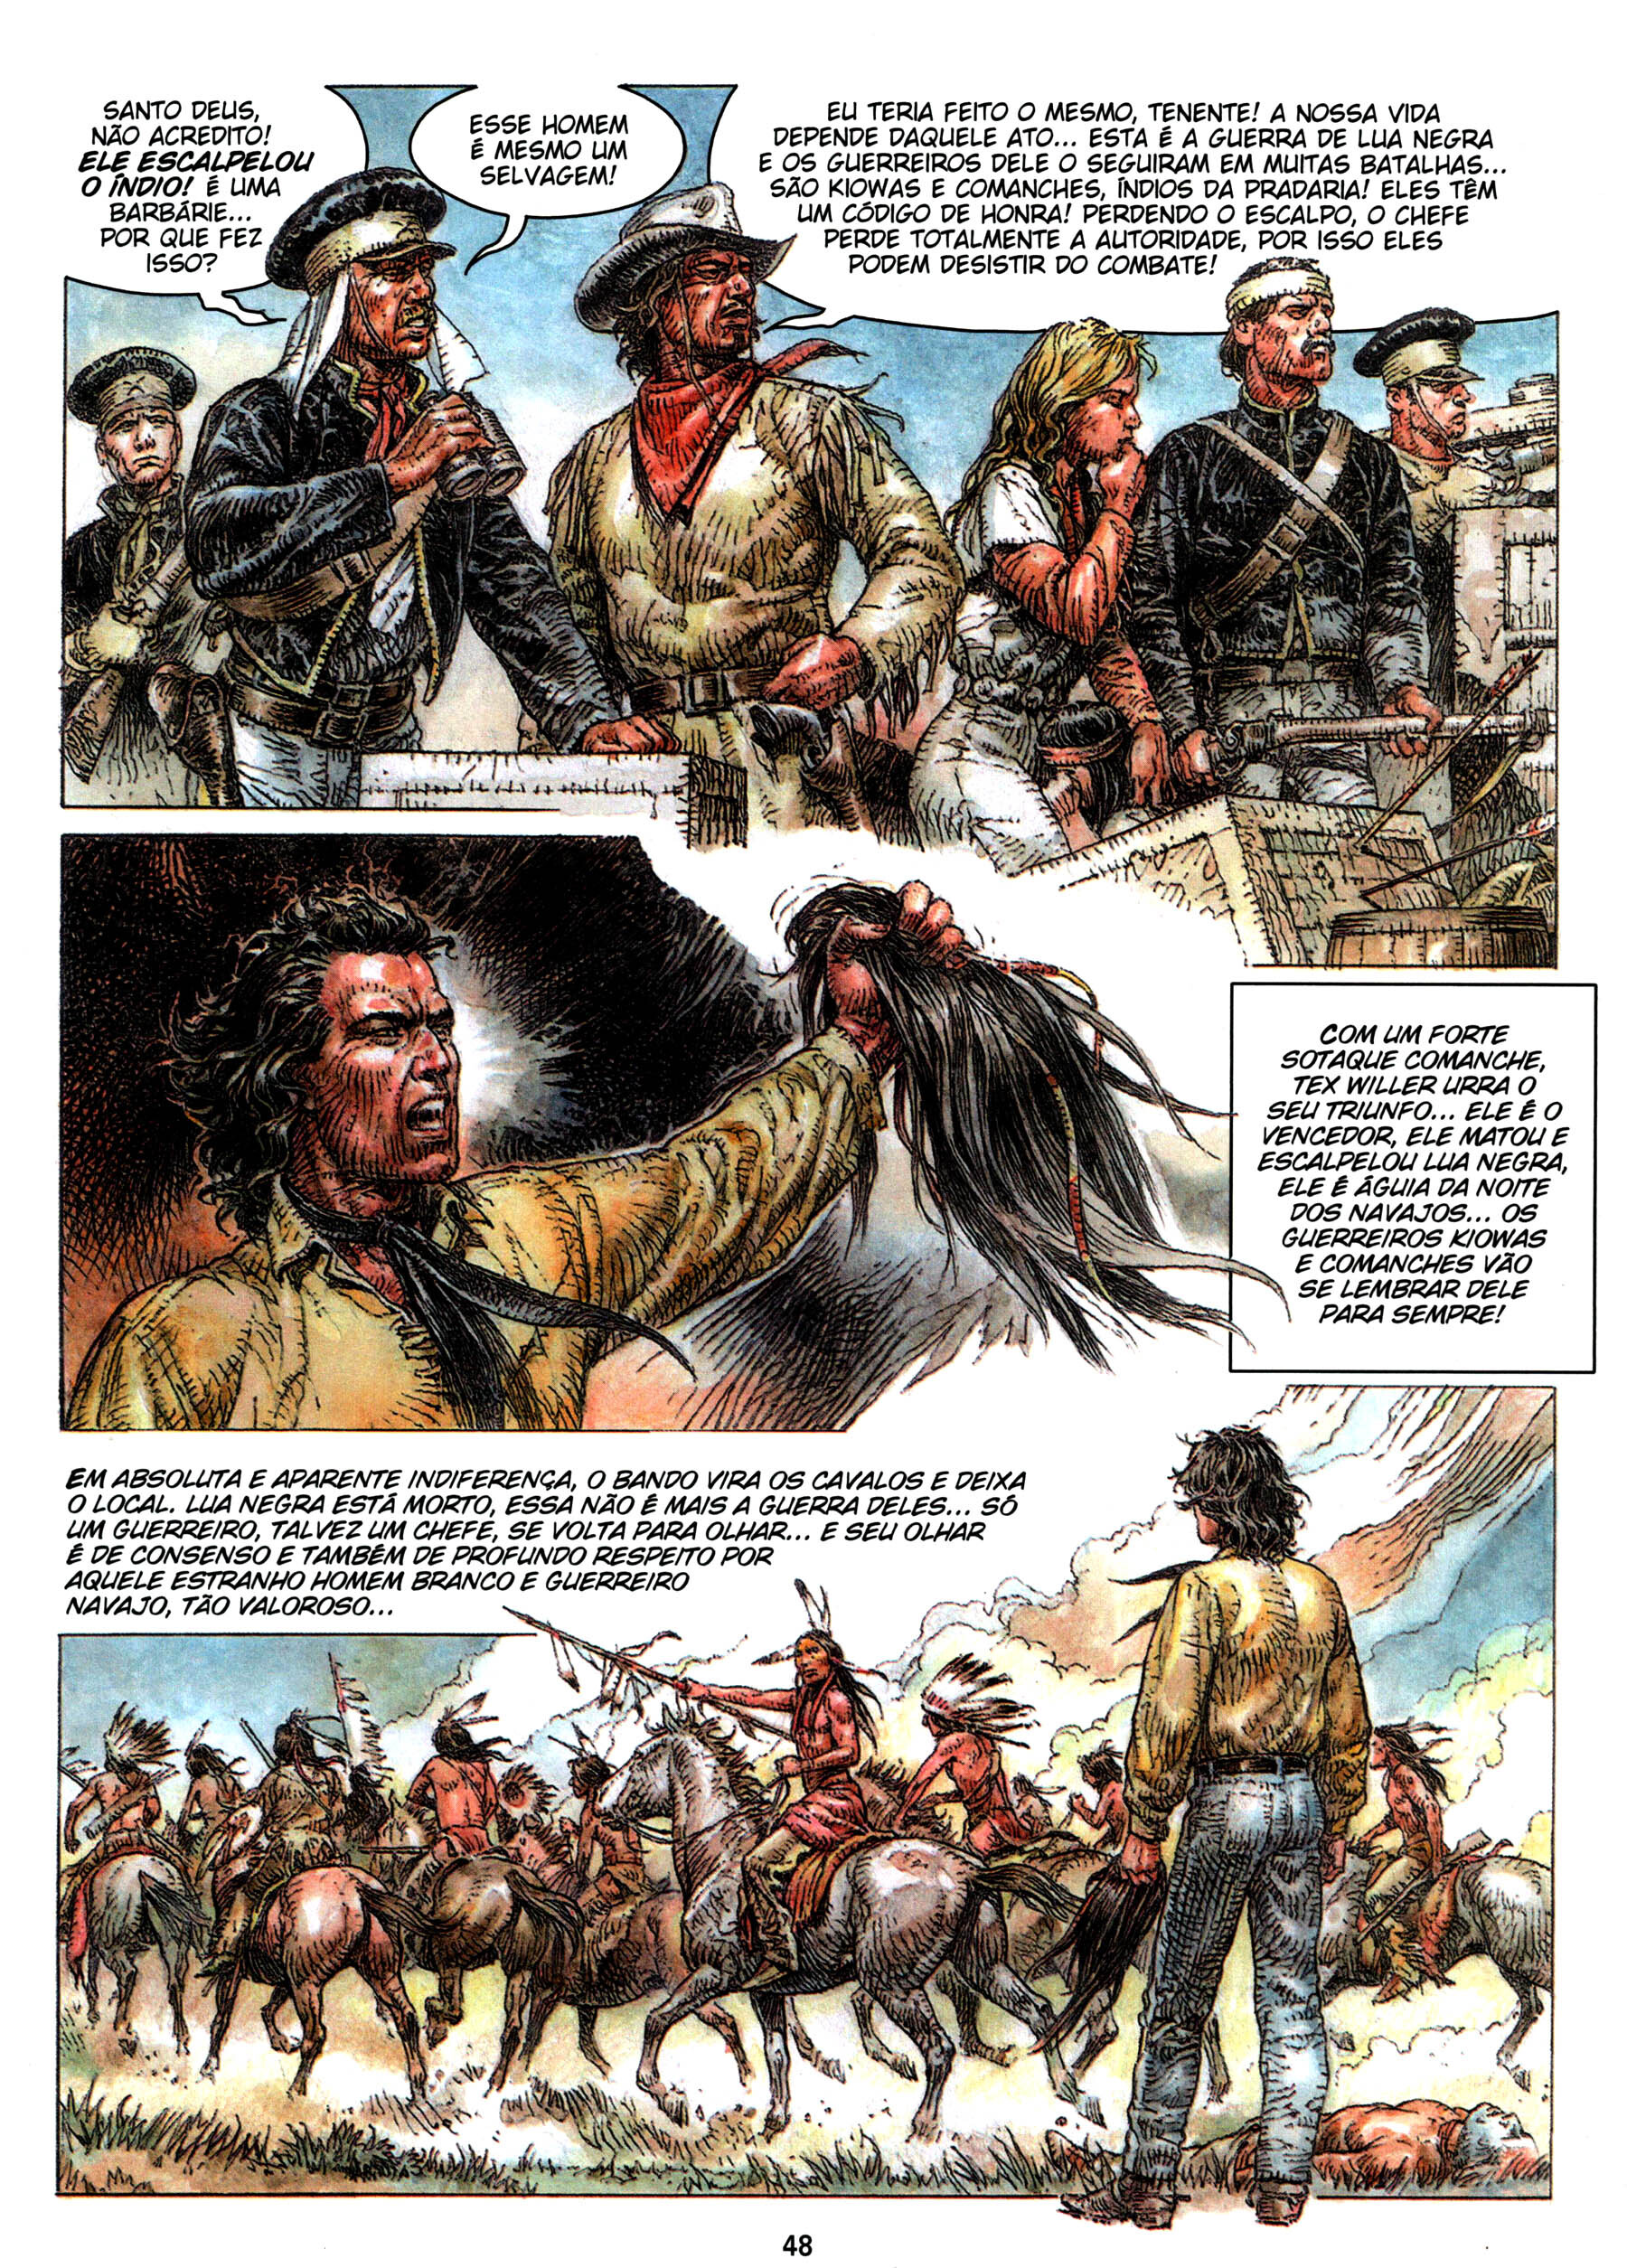 SANTO DEUS,
NÃO ACREDITO!
ELE ESCALPELOU
O ÍNDIO! É UMA
BARBÁRIE...
POR QUE FEZ
ISSO?
ESSE HOMEM
É MESMO UM
SELVAGEM!
EU TERIA FEITO O MESMO, TENENTE! A NOSSA VIDA
DEPENDE DAQUELE ATO... ESTA É A GUERRA DE LUA NEGRA
E OS GUERREIROS DELE O SEGUIRAM EM MUITAS BATALHAS...
SÃO KIOWAS E COMANCHES, ÍNDIOS DA PRADARIA! ELES TÊM
UM CÓDIGO DE HONRA! PERDENDO O ESCALPO, O CHEFE
PERDE TOTALMENTE A AUTORIDADE, POR ISSO ELES
PODEM DESISTIR DO COMBATE!
COM UM FORTE
SOTAQUE COMANCHE,
TEX WILLER URRA O
SEU TRIUNFO... ELE É O
VENCEDOR, ELE MATOU E
ESCALPELOU LUA NEGRA,
ELE É ÁGUIA DA NOITE
DOS NAVAJOS... OS
GUERREIROS KIOWAS
E COMANCHES VÃO
SE LEMBRAR DELE
PARA SEMPRE!
EM ABSOLUTA E APARENTE INDIFERENÇA, O BANDO VIRA OS CAVALOS E DEIXA
O LOCAL. LUA NEGRA ESTÁ MORTO, ESSA NÃO É MAIS A GUERRA DELES... SÓ
UM GUERREIRO, TALVEZ UM CHEFE, SE VOLTA PARA OLHAR... E SEU OLHAR
É DE CONSENSO E TAMBÉM DE PROFUNDO RESPEITO POR
AQUELE ESTRANHO HOMEM BRANCO E GUERREIRO
NAVAJO, TÃO VALOROSO...
48